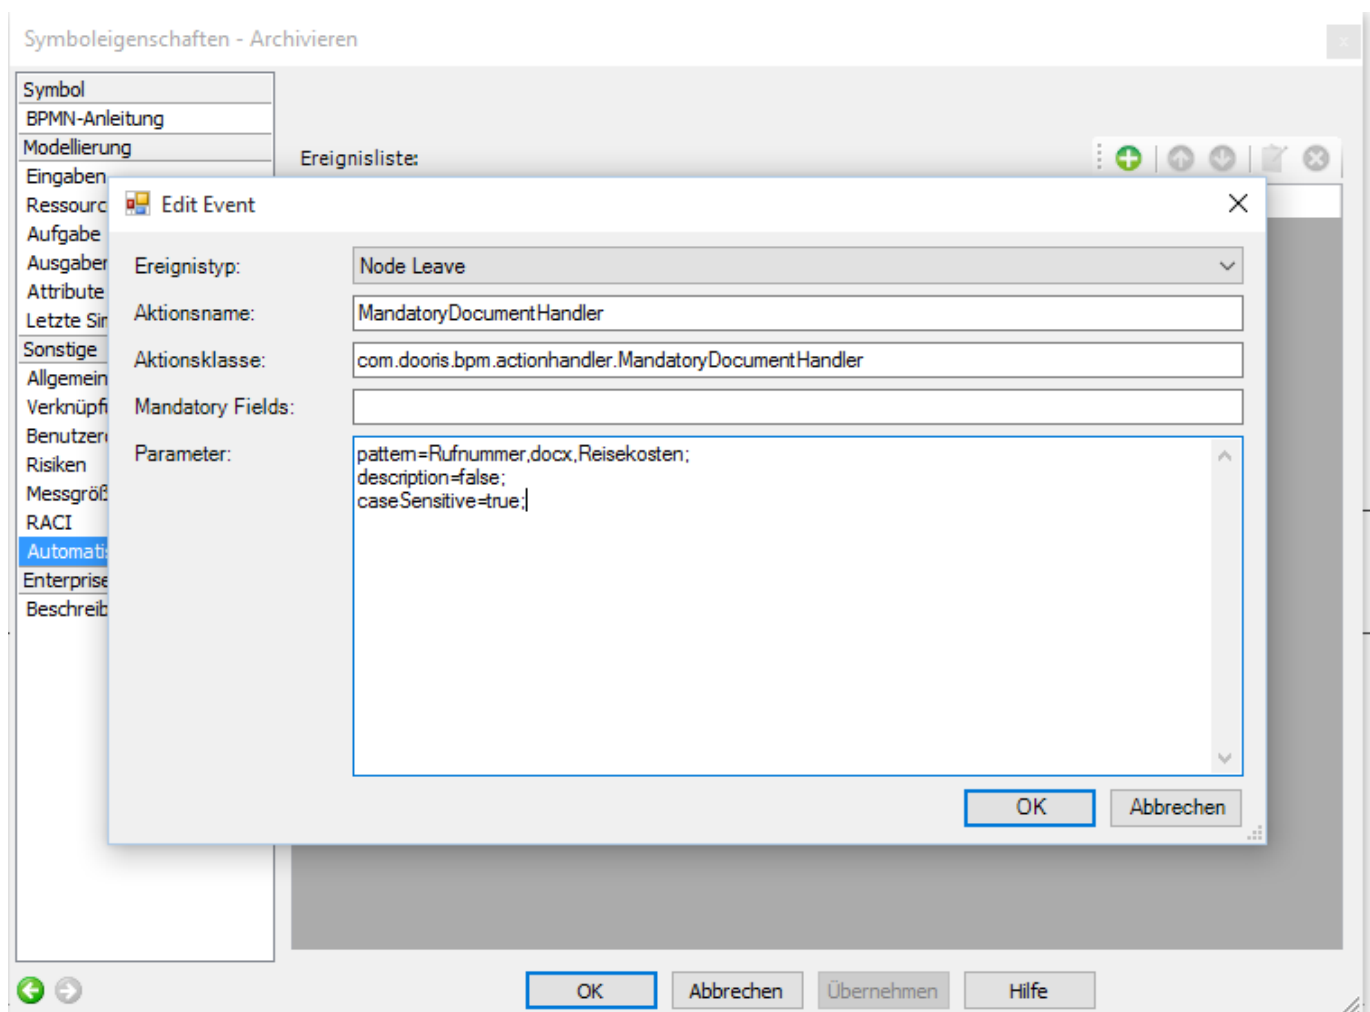 Symboleigenschaften - Archivieren
x
Symbol
BPMN-Anleitung
Modellierung
Eingaben
Ressourc
Aufgabe
Ausgaben
Attribute
Letzte Sir
Sonstige
Allgemein
Verknüpf
Benutzer
Risiken
Messgröß
RACI
Automati
Enterprise
Beschreib
Ereignisliste:
Edit Event
Ereignistyp:
Node Leave
Aktionsname:
MandatoryDocumentHandler
Aktionsklasse:
com.dooris.bpm.actionhandler.MandatoryDocumentHandler
Mandatory Fields:
Parameter:
pattern=Rufnummer,docx,Reisekosten;
description=false;
caseSensitive=true;
OK
Abbrechen
OK
Abbrechen
Übernehmen
Hilfe